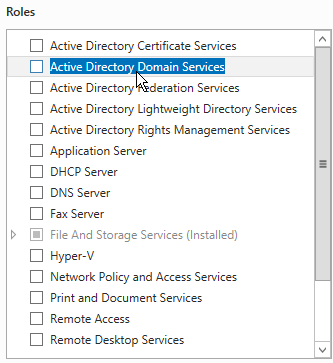 Roles
Active Directory Certificate Services
Active Directory Domain Services
Active Directory Federation Services
Active Directory Lightweight Directory Services
Active Directory Rights Management Services
Application Server
DHCP Server
DNS Server
Fax Server
File And Storage Services (Installed)
Hyper-V
Network Policy and Access Services
Print and Document Services
Remote Access
Remote Desktop Services